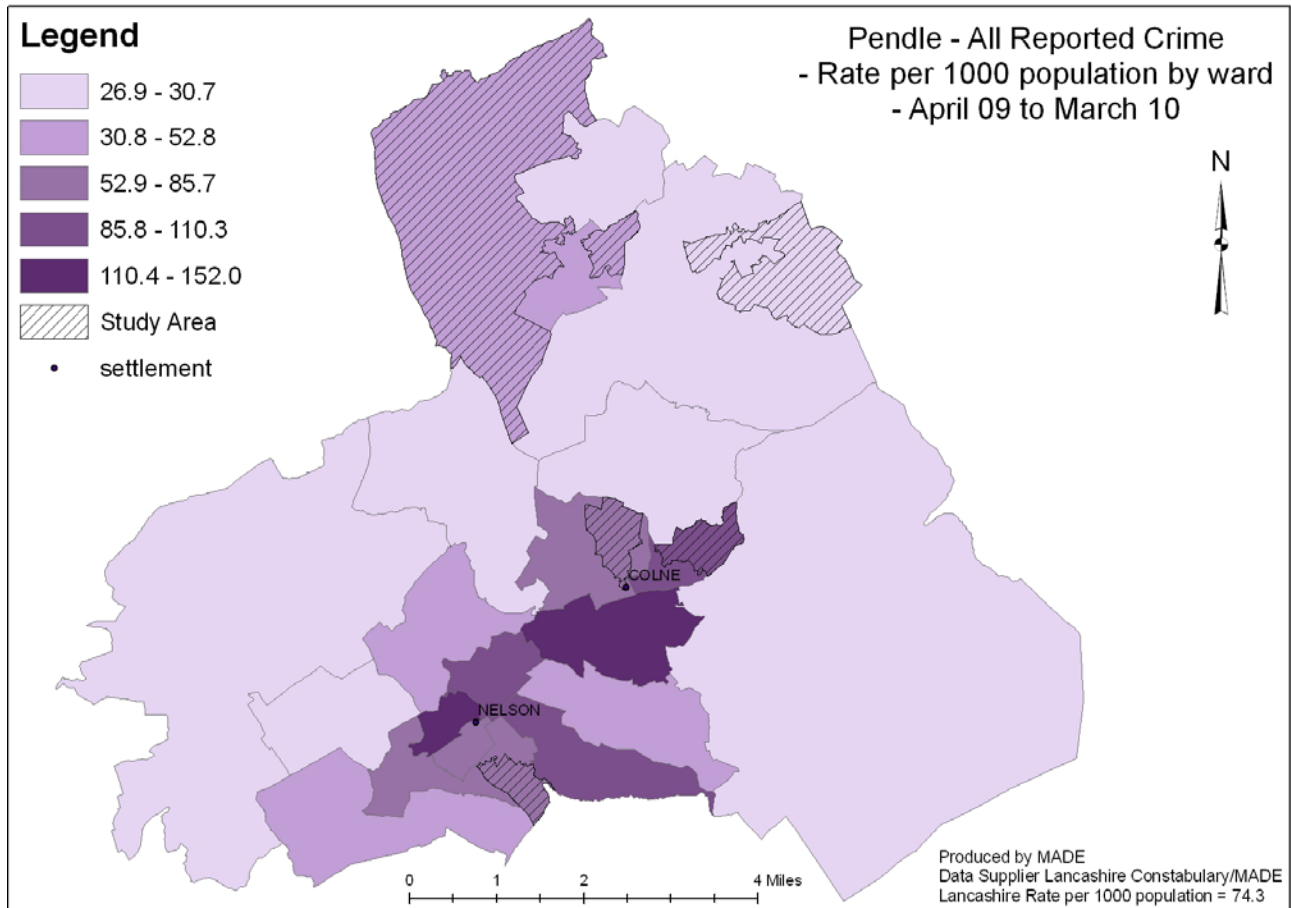 Legend
26.9 - 30.7
30.8 - 52.8
52.9 - 85.7
85.8 - 110.3
110.4 - 152.0
Study Area
settlement
Pendle - All Reported Crime
- Rate per 1000 population by ward
- April 09 to March 10
N
COLNE
NELSON
0 2 4 Miles
Produced by MADE
Data Supplier Lancashire Constabulary/MADE
Lancashire Rate per 1000 population = 74.3